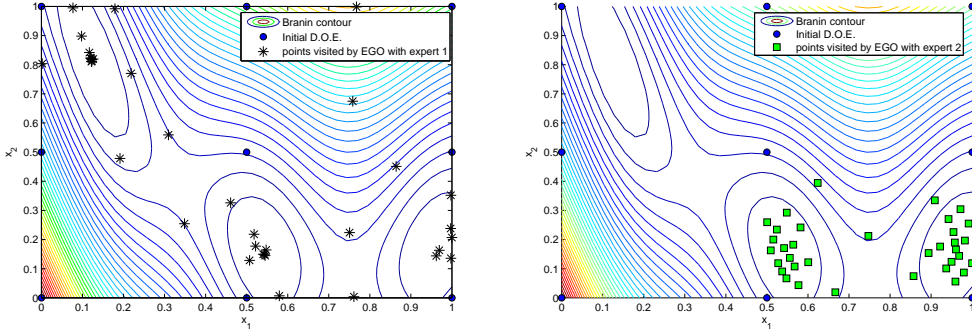 1
0.9
0.8
0.7
0.6
0.5
0.4
0.3
0.2
0.1
0
x2
0 0.1 0.2 0.3 0.4 0.5 0.6 0.7 0.8 0.9 1
x1
Branin contour
Initial D.O.E.
points visited by EGO with expert 1
1
0.9
0.8
0.7
0.6
0.5
0.4
0.3
0.2
0.1
0
x2
0 0.1 0.2 0.3 0.4 0.5 0.6 0.7 0.8 0.9 1
x1
Branin contour
Initial D.O.E.
points visited by EGO with expert 2